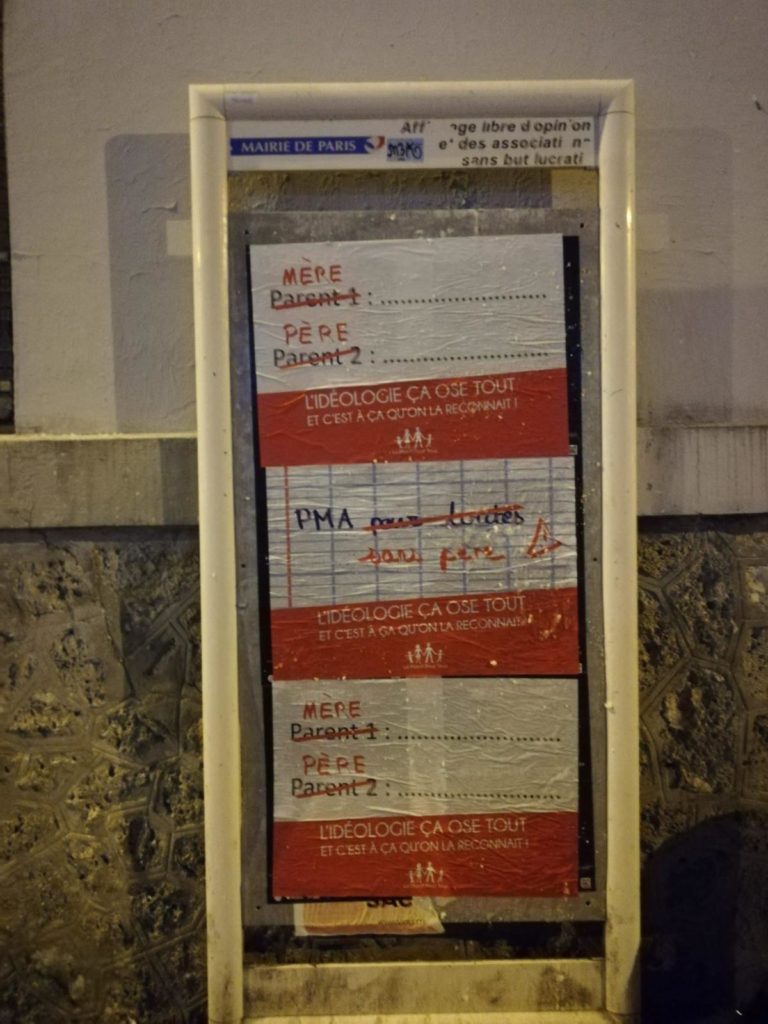 MAIRIE DE PARIS
Aff age libre d'opin on
et des associati n
sans but lucrati
MÈRE
Parent 1 : ............................
PÈRE
Parent 2 : ............................
L'IDÉOLOGIE ÇA OSE TOUT
ET C'EST À ÇA QU'ON LA RECONNAIT !
PMA pour toutes
sans père
L'IDÉOLOGIE ÇA OSE TOUT
ET C'EST À ÇA QU'ON LA RECONNAIT
MÈRE
Parent 1 : ............................
PÈRE
Parent 2 : ............................
L'IDÉOLOGIE ÇA OSE TOUT
ET C'EST À ÇA QU'ON LA RECONNAIT !